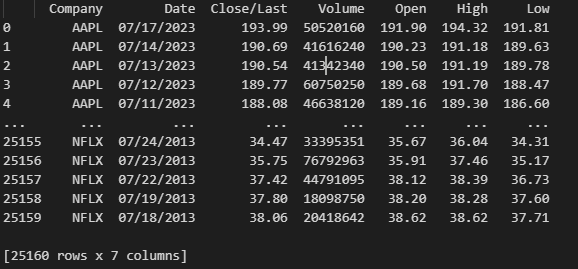 Company Date Close/Last Volume Open High Low
0 AAPL 07/17/2023 193.99 50520160 191.90 194.32 191.81
1 AAPL 07/14/2023 190.69 41616240 190.23 191.18 189.63
2 AAPL 07/13/2023 190.54 41342340 190.50 191.19 189.78
3 AAPL 07/12/2023 189.77 60750250 189.68 191.70 188.47
4 AAPL 07/11/2023 188.08 46638120 189.16 189.30 186.60
... ... ... ... ... ... ... ...
25155 NFLX 07/24/2013 34.47 33395351 35.67 36.04 34.31
25156 NFLX 07/23/2013 35.75 76792963 35.91 37.46 35.17
25157 NFLX 07/22/2013 37.42 44791095 38.12 38.39 36.73
25158 NFLX 07/19/2013 37.80 18098750 38.20 38.28 37.60
25159 NFLX 07/18/2013 38.06 20418642 38.62 38.62 37.71
[25160 rows x 7 columns]